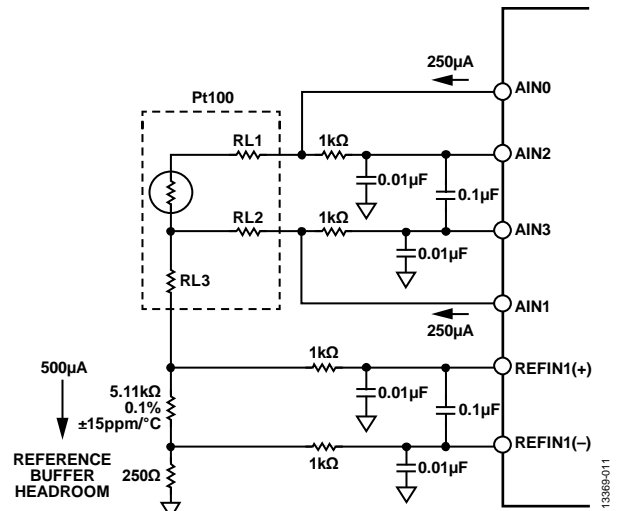 250µA
AIN0
Pt100
RL1
1kΩ
AIN2
0.01µF
0.1µF
RL2
1kΩ
AIN3
0.01µF
RL3
AIN1
250µA
1kΩ
REFIN1(+)
500µA
5.11kΩ
0.1%
±15ppm/°C
0.01µF
0.1µF
REFIN1(–)
REFERENCE
BUFFER
HEADROOM
250Ω
1kΩ
0.01µF
13369-011